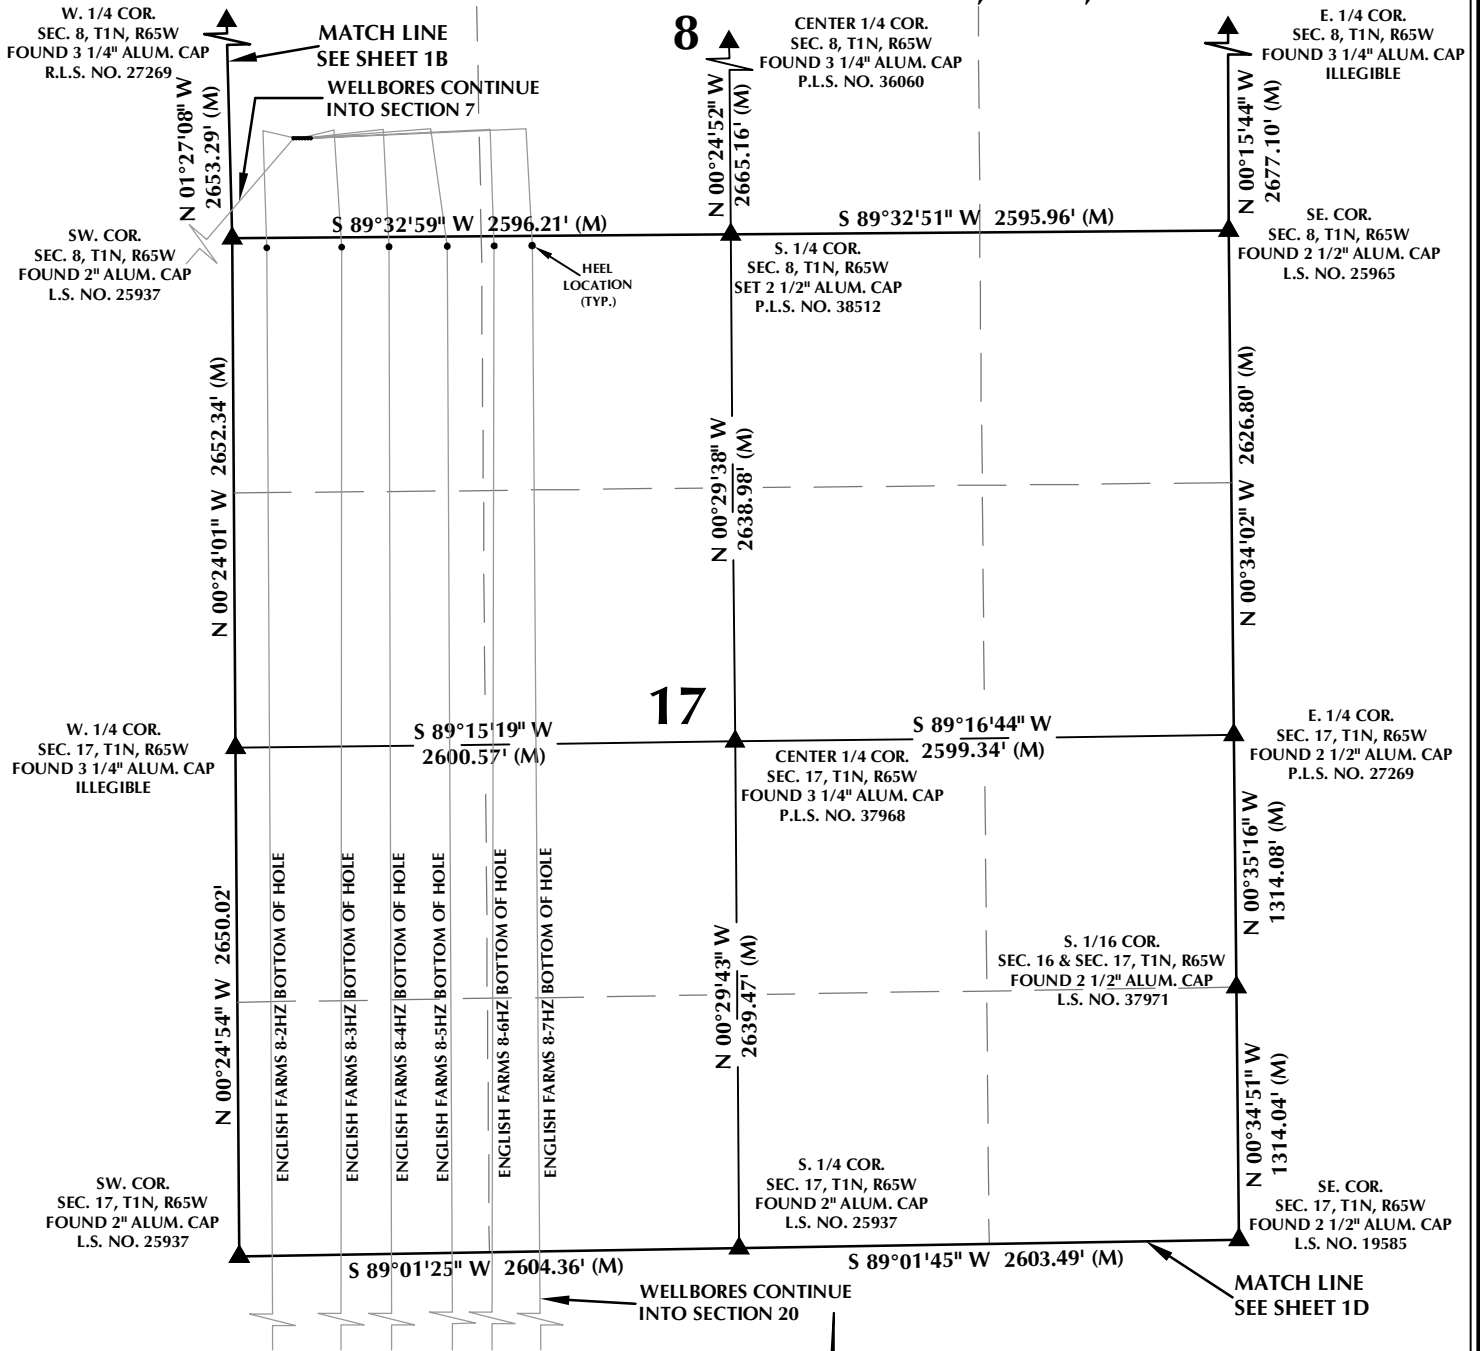 W. 1/4 COR.
SEC. 8, T1N, R65W
FOUND 3 1/4" ALUM. CAP
R.L.S. NO. 27269
MATCH LINE
SEE SHEET 1B
WELLBORES CONTINUE
INTO SECTION 7
8
CENTER 1/4 COR.
SEC. 8, T1N, R65W
FOUND 3 1/4" ALUM. CAP
P.L.S. NO. 36060
E. 1/4 COR.
SEC. 8, T1N, R65W
FOUND 3 1/4" ALUM. CAP
ILLEGIBLE
N 01°27'08" W
2653.29' (M)
N 00°24'52" W
2665.16' (M)
N 00°15'44" W
2677.10' (M)
S 89°32'59" W 2596.21' (M)
S 89°32'51" W 2595.96' (M)
SW. COR.
SEC. 8, T1N, R65W
FOUND 2" ALUM. CAP
L.S. NO. 25937
HEEL
LOCATION
(TYP.)
S. 1/4 COR.
SEC. 8, T1N, R65W
SET 2 1/2" ALUM. CAP
P.L.S. NO. 38512
SE. COR.
SEC. 8, T1N, R65W
FOUND 2 1/2" ALUM. CAP
L.S. NO. 25965
N 00°24'01" W 2652.34' (M)
N 00°29'38" W
2638.98' (M)
N 00°34'02" W 2626.80' (M)
17
W. 1/4 COR.
SEC. 17, T1N, R65W
FOUND 3 1/4" ALUM. CAP
ILLEGIBLE
S 89°15'19" W
2600.57' (M)
CENTER 1/4 COR.
SEC. 17, T1N, R65W
FOUND 3 1/4" ALUM. CAP
P.L.S. NO. 37968
S 89°16'44" W
2599.34' (M)
E. 1/4 COR.
SEC. 17, T1N, R65W
FOUND 2 1/2" ALUM. CAP
P.L.S. NO. 27269
N 00°24'54" W 2650.02'
ENGLISH FARMS 8-2HZ BOTTOM OF HOLE
ENGLISH FARMS 8-3HZ BOTTOM OF HOLE
ENGLISH FARMS 8-4HZ BOTTOM OF HOLE
ENGLISH FARMS 8-5HZ BOTTOM OF HOLE
ENGLISH FARMS 8-6HZ BOTTOM OF HOLE
ENGLISH FARMS 8-7HZ BOTTOM OF HOLE
N 00°29'43" W
2639.47' (M)
N 00°35'16" W
1314.08' (M)
S. 1/16 COR.
SEC. 16 & SEC. 17, T1N, R65W
FOUND 2 1/2" ALUM. CAP
L.S. NO. 37971
N 00°34'51" W
1314.04' (M)
SW. COR.
SEC. 17, T1N, R65W
FOUND 2" ALUM. CAP
L.S. NO. 25937
S. 1/4 COR.
SEC. 17, T1N, R65W
FOUND 2" ALUM. CAP
L.S. NO. 25937
SE. COR.
SEC. 17, T1N, R65W
FOUND 2 1/2" ALUM. CAP
L.S. NO. 19585
S 89°01'25" W 2604.36' (M)
S 89°01'45" W 2603.49' (M)
WELLBORES CONTINUE
INTO SECTION 20
MATCH LINE
SEE SHEET 1D